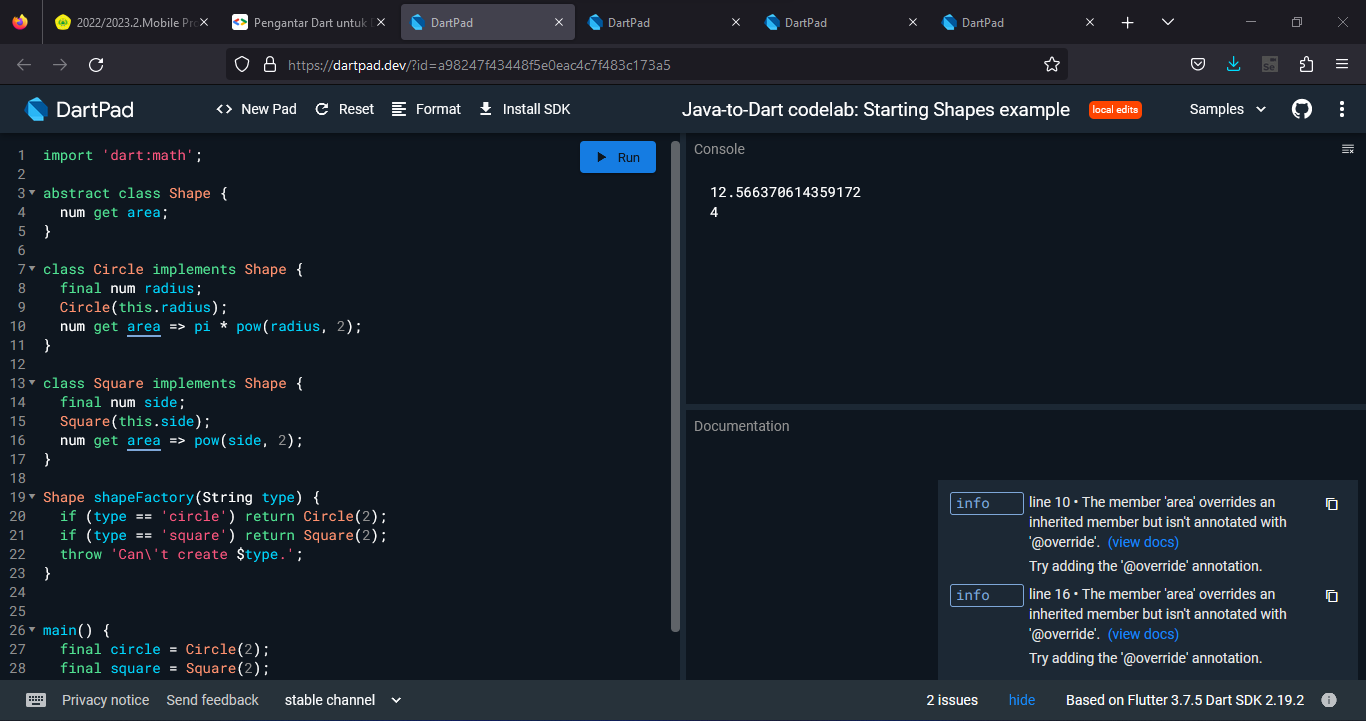 2022/2023.2.Mobile Pro
Pengantar Dart untuk
DartPad
DartPad
DartPad
DartPad
https://dartpad.dev/?id=a98247f43448f5e0eac4c7f483c173a5
DartPad
<> New Pad
Reset
Format
Install SDK
Java-to-Dart codelab: Starting Shapes example
local edits
Samples
Run
1 import 'dart:math';
2
3 abstract class Shape {
4 num get area;
5 }
6
7 class Circle implements Shape {
8 final num radius;
9 Circle(this.radius);
10 num get area => pi * pow(radius, 2);
11 }
12
13 class Square implements Shape {
14 final num side;
15 Square(this.side);
16 num get area => pow(side, 2);
17 }
18
19 Shape shapeFactory(String type) {
20 if (type == 'circle') return Circle(2);
21 if (type == 'square') return Square(2);
22 throw 'Can\'t create $type.';
23 }
24
25
26 main() {
27 final circle = Circle(2);
28 final square = Square(2);
Console
12.566370614359172
4
Documentation
info
line 10 • The member 'area' overrides an
inherited member but isn't annotated with
'@override'. (view docs)
Try adding the '@override' annotation.
info
line 16 • The member 'area' overrides an
inherited member but isn't annotated with
'@override'. (view docs)
Try adding the '@override' annotation.
Privacy notice
Send feedback
stable channel
2 issues
hide
Based on Flutter 3.7.5 Dart SDK 2.19.2